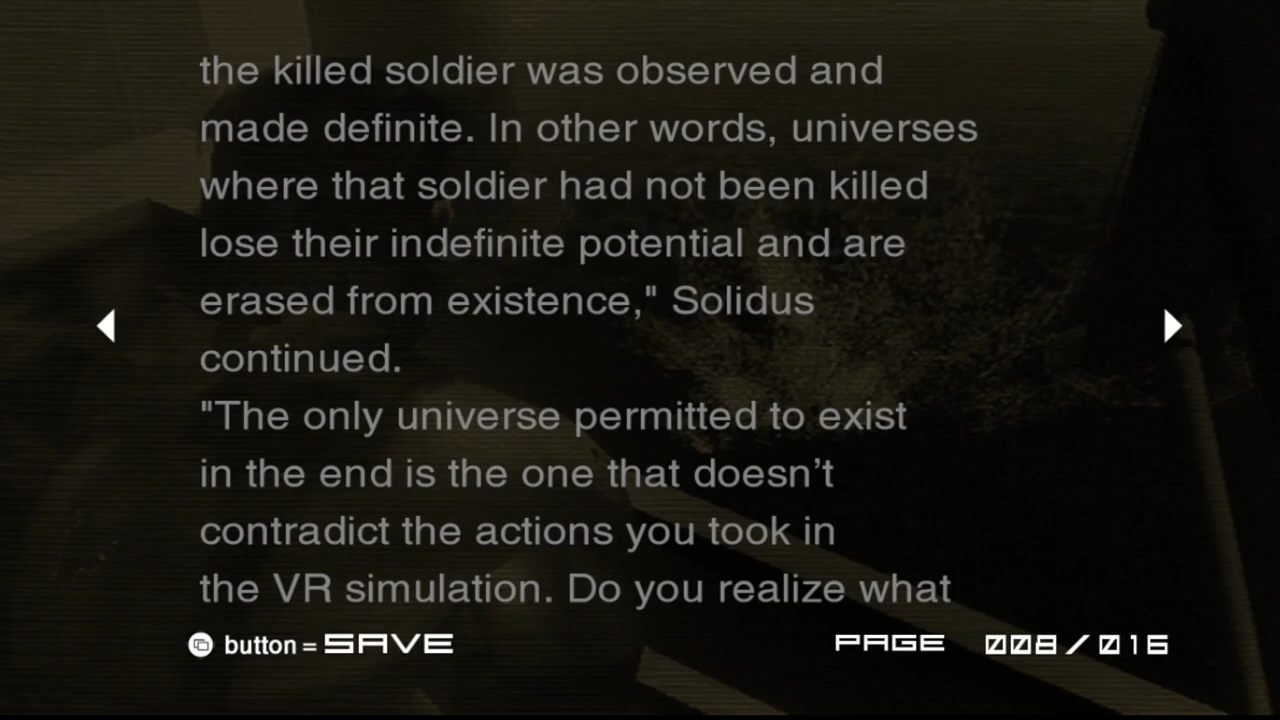 the killed soldier was observed and
made definite. In other words, universes
where that soldier had not been killed
lose their indefinite potential and are
erased from existence," Solidus
continued.
"The only universe permitted to exist
in the end is the one that doesn’t
contradict the actions you took in
the VR simulation. Do you realize what
button = SAVE
PAGE 008/016